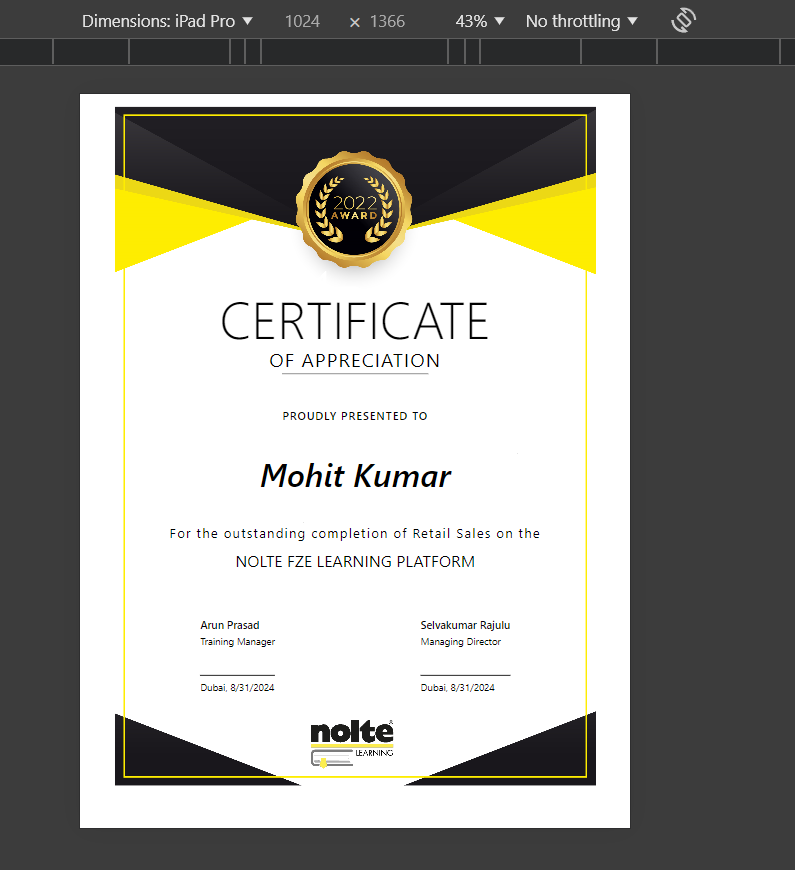 Dimensions: iPad Pro ▼ 1024 × 1366 43% ▼ No throttling ▼
2022
AWARD
CERTIFICATE
OF APPRECIATION
PROUDLY PRESENTED TO
Mohit Kumar
For the outstanding completion of Retail Sales on the
NOLTE FZE LEARNING PLATFORM
Arun Prasad
Training Manager
Dubai, 8/31/2024
Selvakumar Rajulu
Managing Director
Dubai, 8/31/2024
nolte®
LEARNING